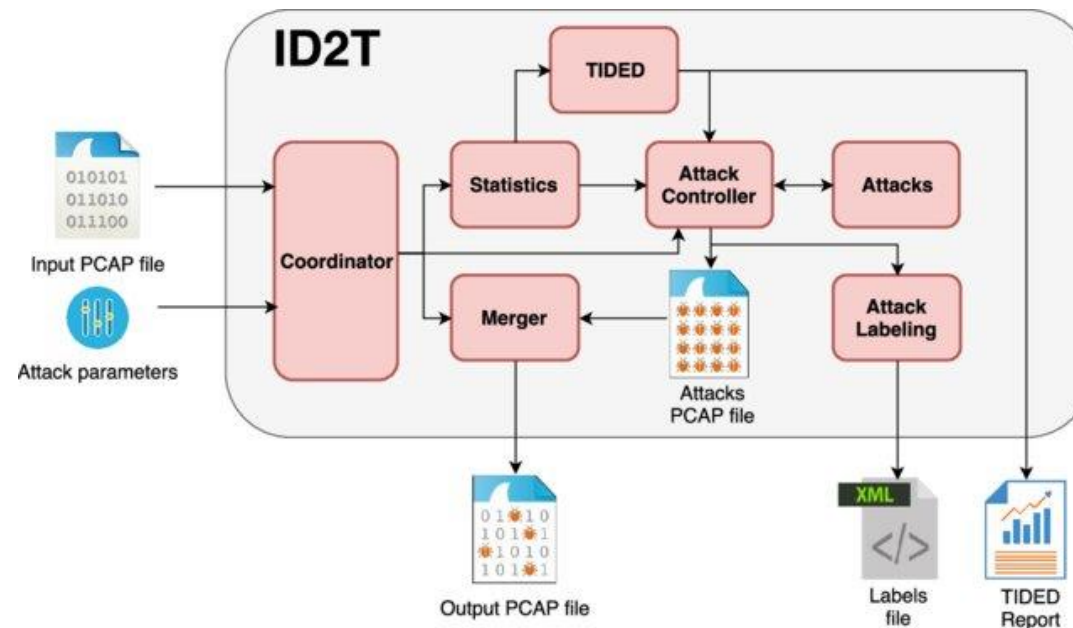 ID2T
TIDED
010101
011010
011100
Input PCAP file
Attack parameters
Coordinator
Statistics
Attack
Controller
Attacks
Merger
Attacks
PCAP file
Attack
Labeling
01 10
101 1
1010
101 1
Output PCAP file
XML
</>
Labels
file
TIDED
Report